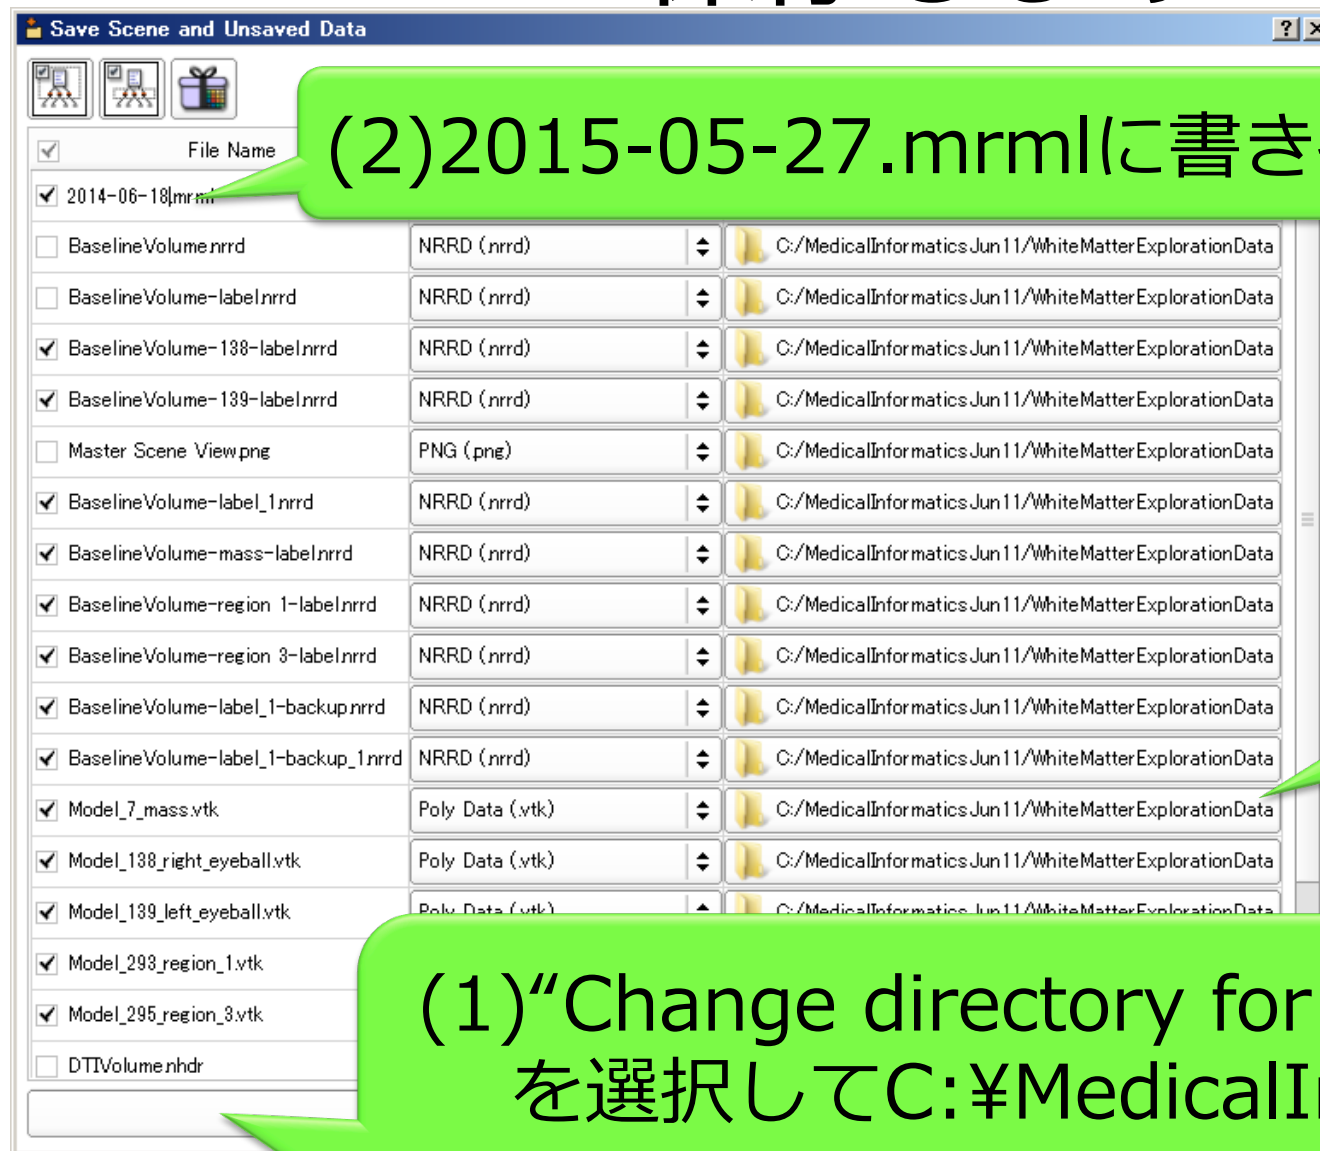 Save Scene and Unsaved Data
File Name
(2)2015-05-27.mrmlに書き
2014-06-18.mrml
BaselineVolume.nrrd NRRD (.nrrd) C:/MedicalInformaticsJun11/WhiteMatterExplorationData
BaselineVolume-label.nrrd NRRD (.nrrd) C:/MedicalInformaticsJun11/WhiteMatterExplorationData
BaselineVolume-138-label.nrrd NRRD (.nrrd) C:/MedicalInformaticsJun11/WhiteMatterExplorationData
BaselineVolume-139-label.nrrd NRRD (.nrrd) C:/MedicalInformaticsJun11/WhiteMatterExplorationData
Master Scene View.png PNG (.png) C:/MedicalInformaticsJun11/WhiteMatterExplorationData
BaselineVolume-label_1.nrrd NRRD (.nrrd) C:/MedicalInformaticsJun11/WhiteMatterExplorationData
BaselineVolume-mass-label.nrrd NRRD (.nrrd) C:/MedicalInformaticsJun11/WhiteMatterExplorationData
BaselineVolume-region 1-label.nrrd NRRD (.nrrd) C:/MedicalInformaticsJun11/WhiteMatterExplorationData
BaselineVolume-region 3-label.nrrd NRRD (.nrrd) C:/MedicalInformaticsJun11/WhiteMatterExplorationData
BaselineVolume-label_1-backup.nrrd NRRD (.nrrd) C:/MedicalInformaticsJun11/WhiteMatterExplorationData
BaselineVolume-label_1-backup_1.nrrd NRRD (.nrrd) C:/MedicalInformaticsJun11/WhiteMatterExplorationData
Model_7_mass.vtk Poly Data (.vtk) C:/MedicalInformaticsJun11/WhiteMatterExplorationData
Model_138_right_eyeball.vtk Poly Data (.vtk) C:/MedicalInformaticsJun11/WhiteMatterExplorationData
Model_139_left_eyeball.vtk Poly Data (.vtk) C:/MedicalInformaticsJun11/WhiteMatterExplorationData
Model_293_region_1.vtk
Model_295_region_3.vtk
DTIVolume.nhdr
(1)“Change directory for
を選択してC:¥MedicalI